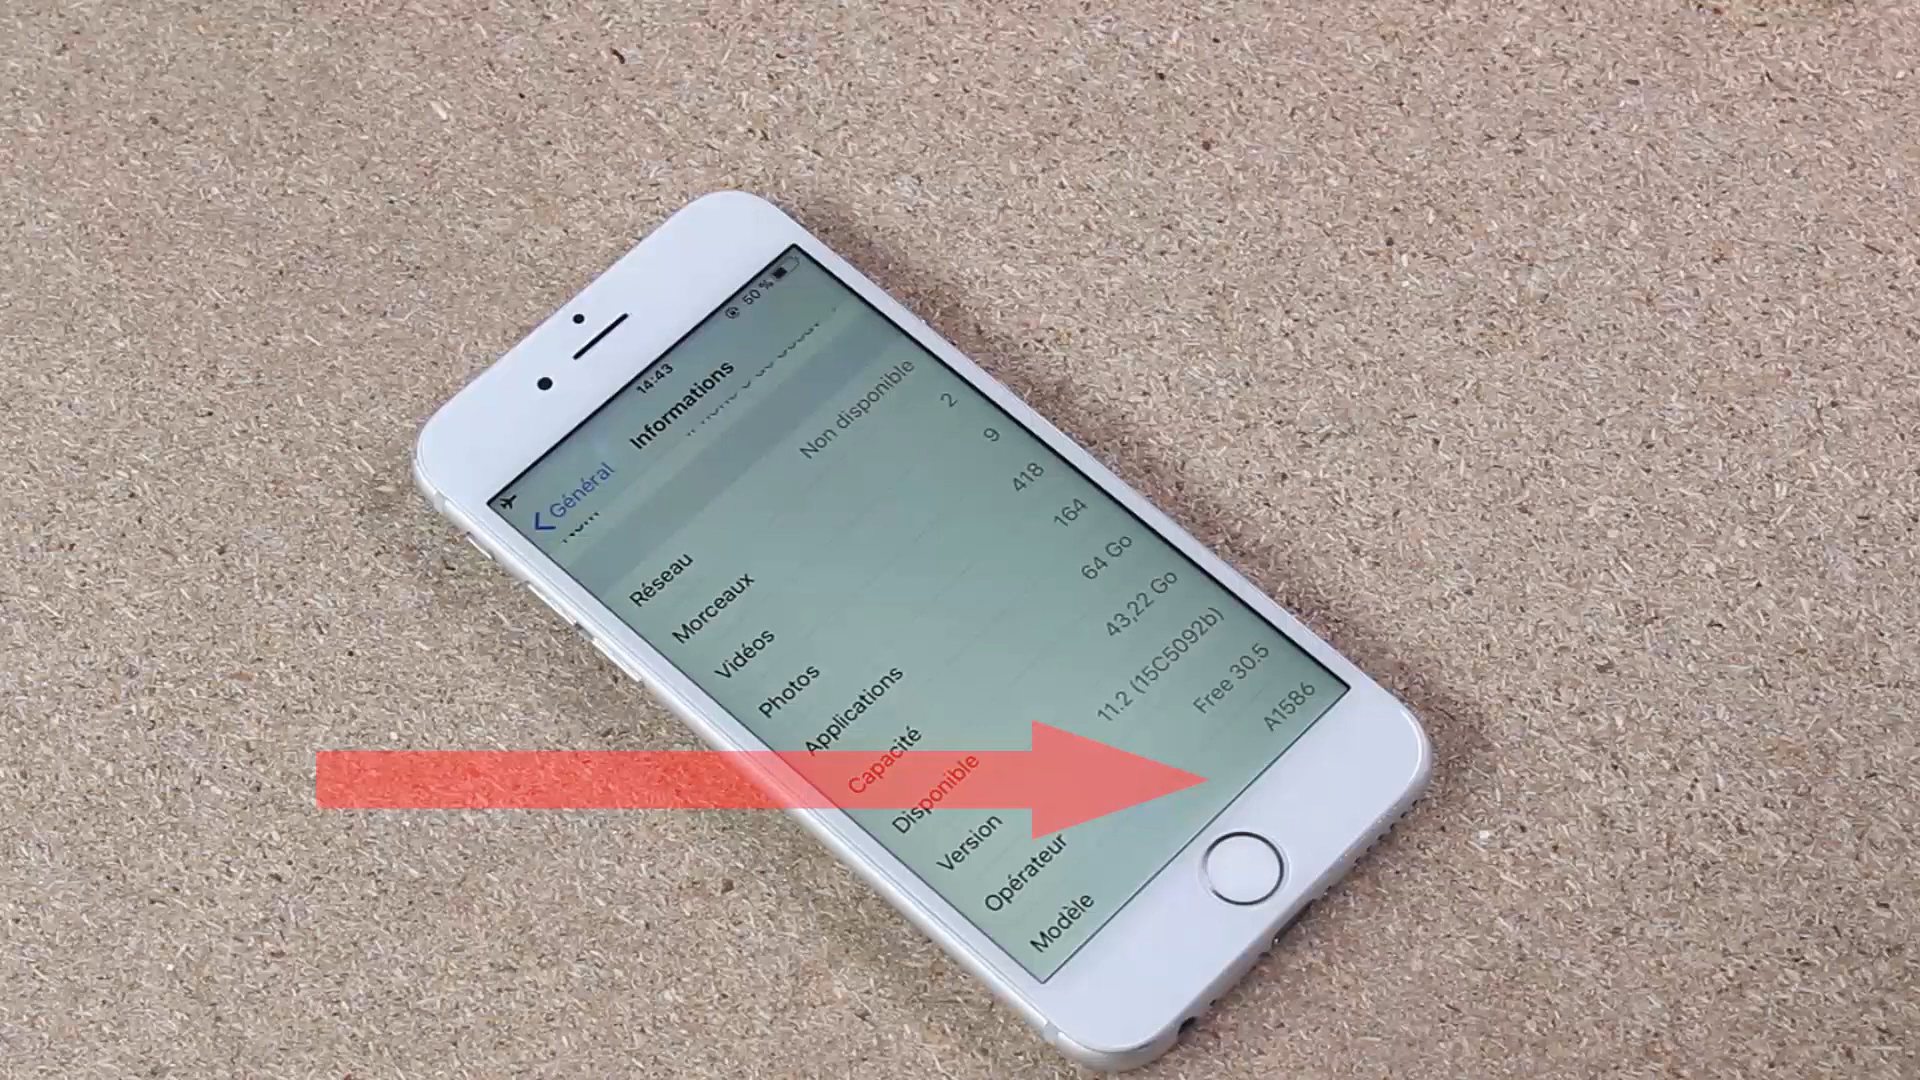 14:43
50 %
Général
Informations
Réseau Non disponible
Morceaux 2
Vidéos 9
Photos 418
Applications 164
Capacité 64 Go
Disponible 43,22 Go
Version 11.2 (15C5092b)
Opérateur Free 30.5
Modèle A1586